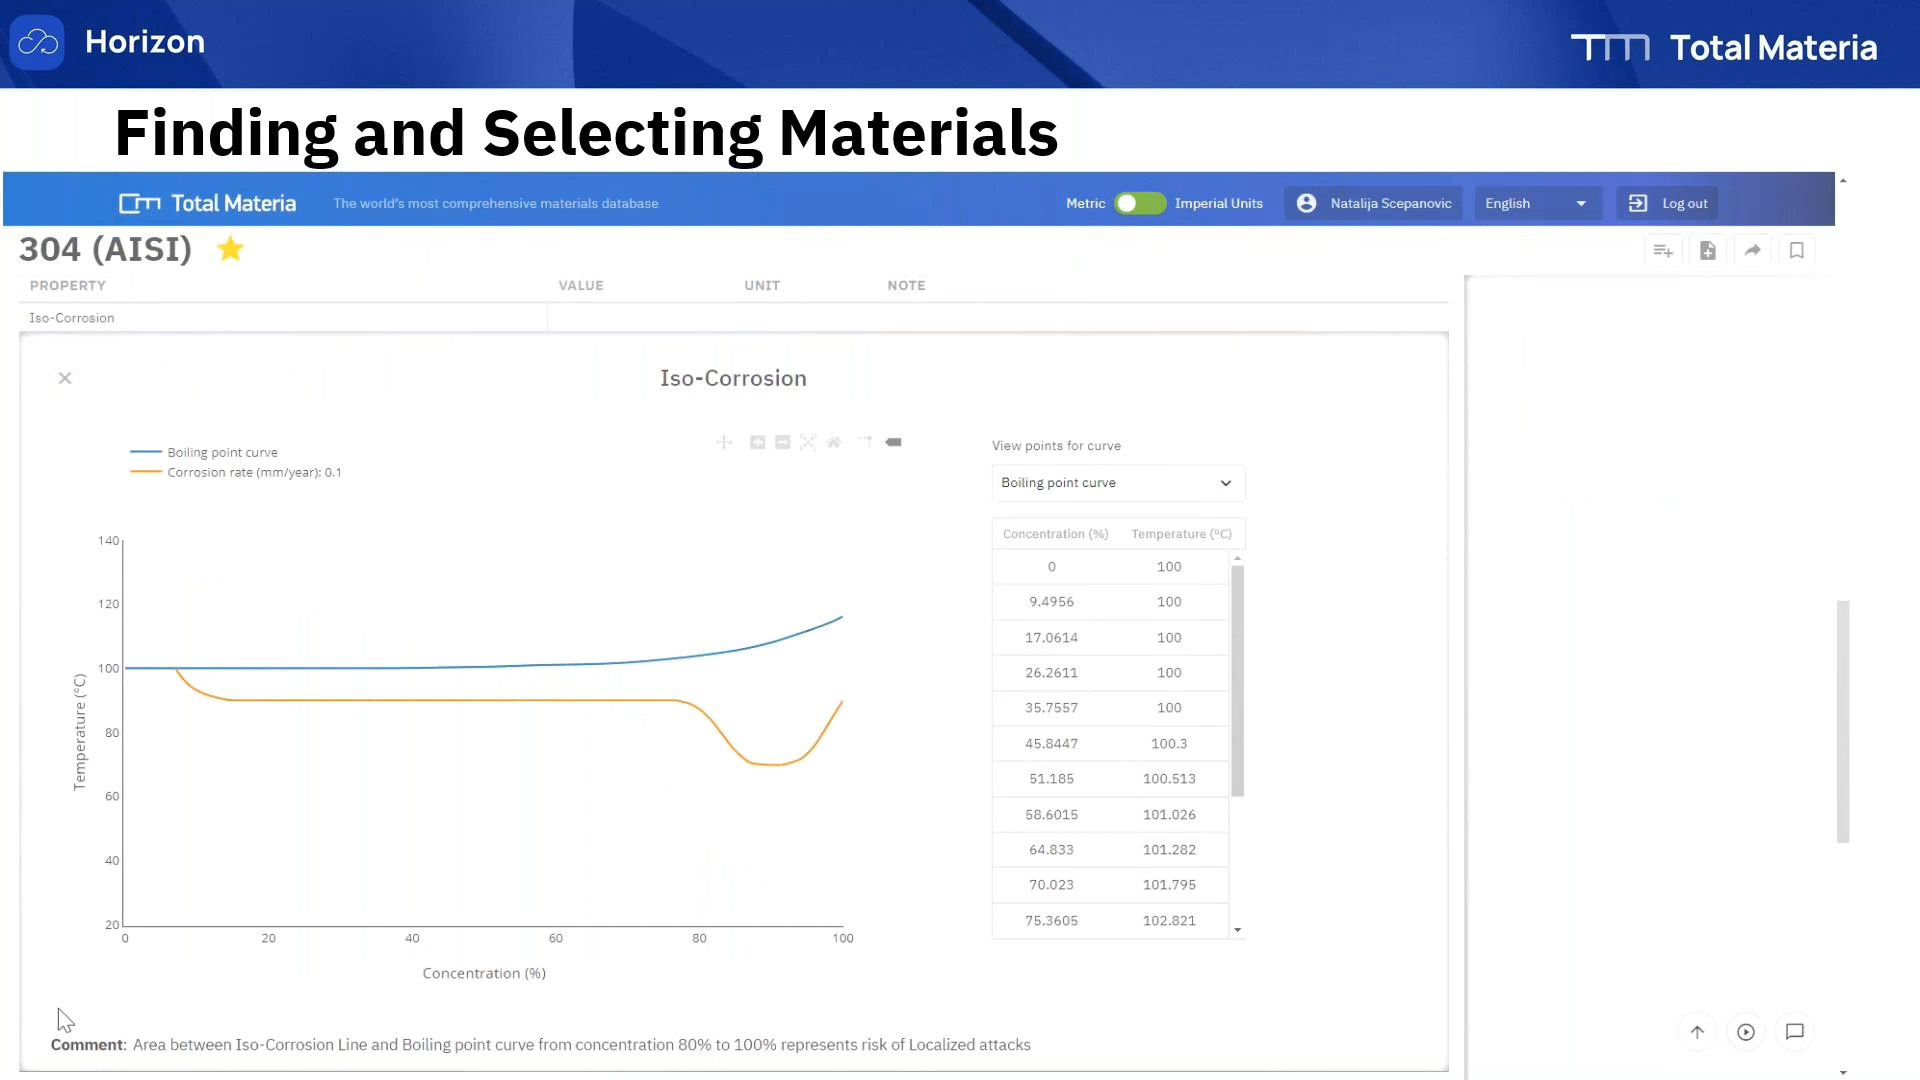 Horizon
Total Materia
Finding and Selecting Materials
Total Materia
The world's most comprehensive materials database
Metric
Imperial Units
Natalija Scepanovic
English
Log out
304 (AISI)
PROPERTY VALUE UNIT NOTE
Iso-Corrosion
Iso-Corrosion
Boiling point curve
Corrosion rate (mm/year): 0.1
140
120
100
80
60
40
20
Temperature (°C)
0 20 40 60 80 100
Concentration (%)
View points for curve
Boiling point curve
Concentration (%) Temperature (ºC)
0 100
9.4956 100
17.0614 100
26.2611 100
35.7557 100
45.8447 100.3
51.185 100.513
58.6015 101.026
64.833 101.282
70.023 101.795
75.3605 102.821
Comment: Area between Iso-Corrosion Line and Boiling point curve from concentration 80% to 100% represents risk of Localized attacks